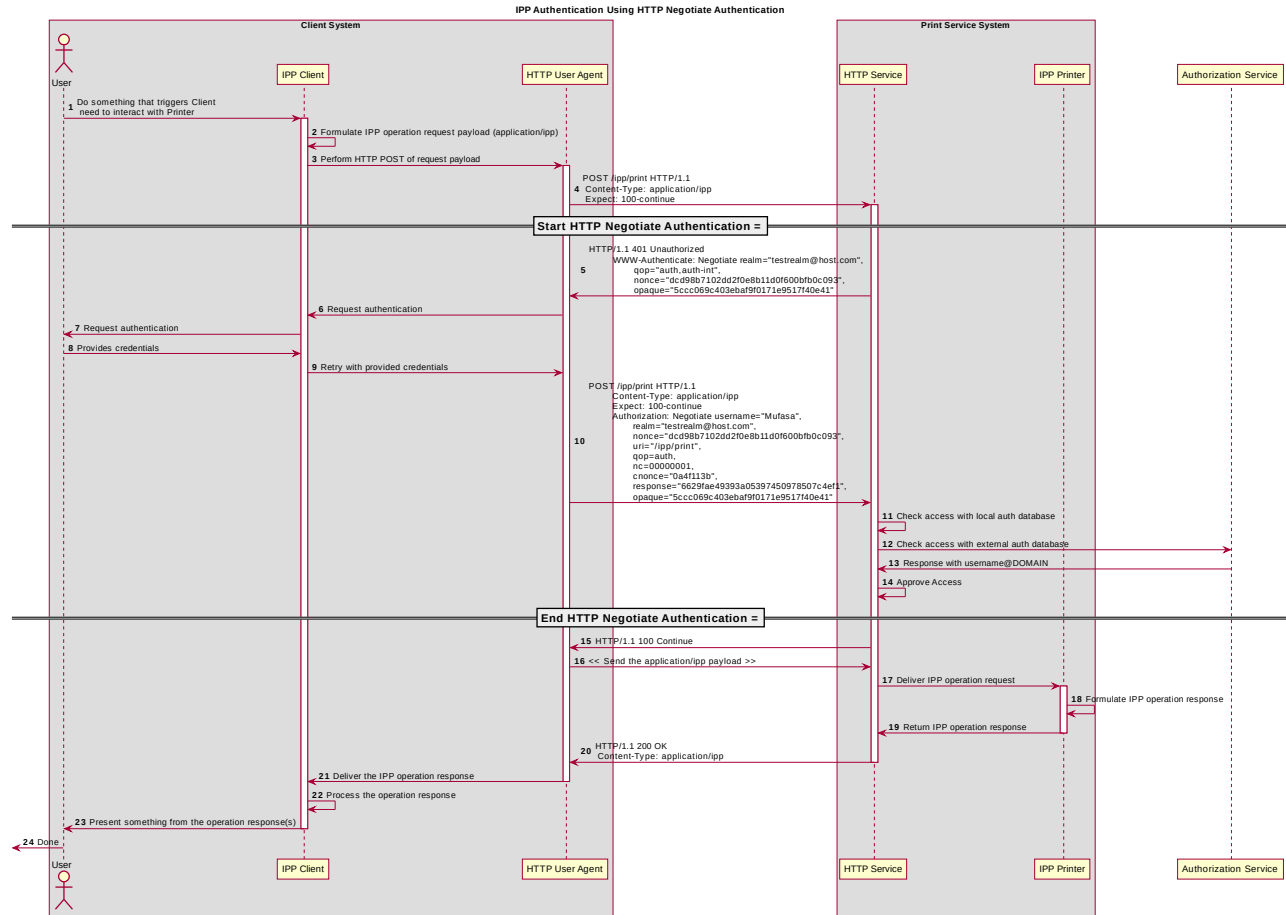 IPP Authentication Using HTTP Negotiate Authentication
Client System
Print Service System
User
IPP Client
HTTP User Agent
HTTP Service
IPP Printer
Authorization Service
1 Do something that triggers Client
need to interact with Printer
2 Formulate IPP operation request payload (application/ipp)
3 Perform HTTP POST of request payload
POST /ipp/print HTTP/1.1
4 Content-Type: application/ipp
Expect: 100-continue
Start HTTP Negotiate Authentication =
HTTP/1.1 401 Unauthorized
WWW-Authenticate: Negotiate realm="testrealm@host.com",
5 qop="auth,auth-int",
nonce="dcd98b7102dd2f0e8b11d0f600bfb0c093",
opaque="5ccc069c403ebaf9f0171e9517f40e41"
6 Request authentication
7 Request authentication
8 Provides credentials
9 Retry with provided credentials
POST /ipp/print HTTP/1.1
Content-Type: application/ipp
Expect: 100-continue
Authorization: Negotiate username="Mufasa",
realm="testrealm@host.com",
nonce="dcd98b7102dd2f0e8b11d0f600bfb0c093",
10 uri="/ipp/print",
qop=auth,
nc=00000001,
cnonce="0a4f113b",
response="6629fae49393a05397450978507c4ef1",
opaque="5ccc069c403ebaf9f0171e9517f40e41"
11 Check access with local auth database
12 Check access with external auth database
13 Response with username@DOMAIN
14 Approve Access
End HTTP Negotiate Authentication =
15 HTTP/1.1 100 Continue
16 << Send the application/ipp payload >>
17 Deliver IPP operation request
18 Formulate IPP operation response
19 Return IPP operation response
20 HTTP/1.1 200 OK
Content-Type: application/ipp
21 Deliver the IPP operation response
22 Process the operation response
23 Present something from the operation response(s)
24 Done
User
IPP Client
HTTP User Agent
HTTP Service
IPP Printer
Authorization Service